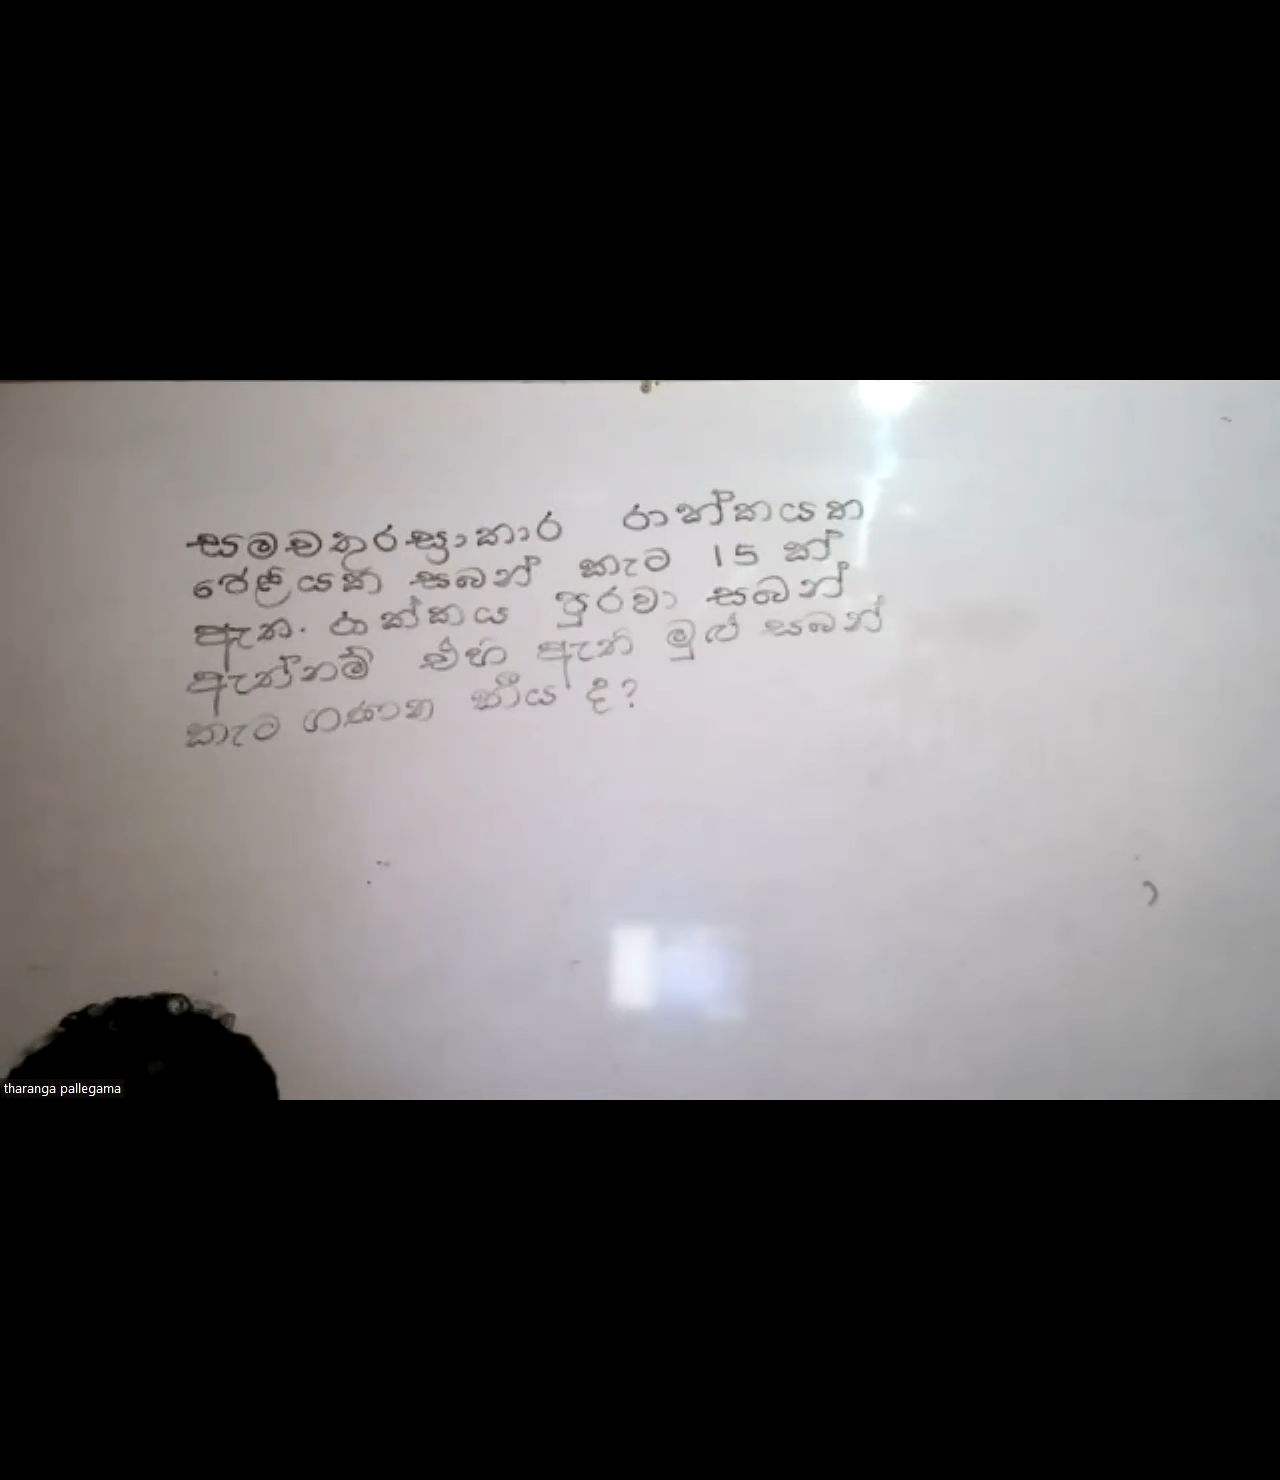 සමචතුරස්‍රාකාර රාක්කයක
පේළියක සබන් කැට 15 ක්
ඇත. රාක්කය පුරවා සබන්
ඇත්නම් එහි ඇති මුළු සබන්
කැට ගණන කීය ද?
tharanga pallegama